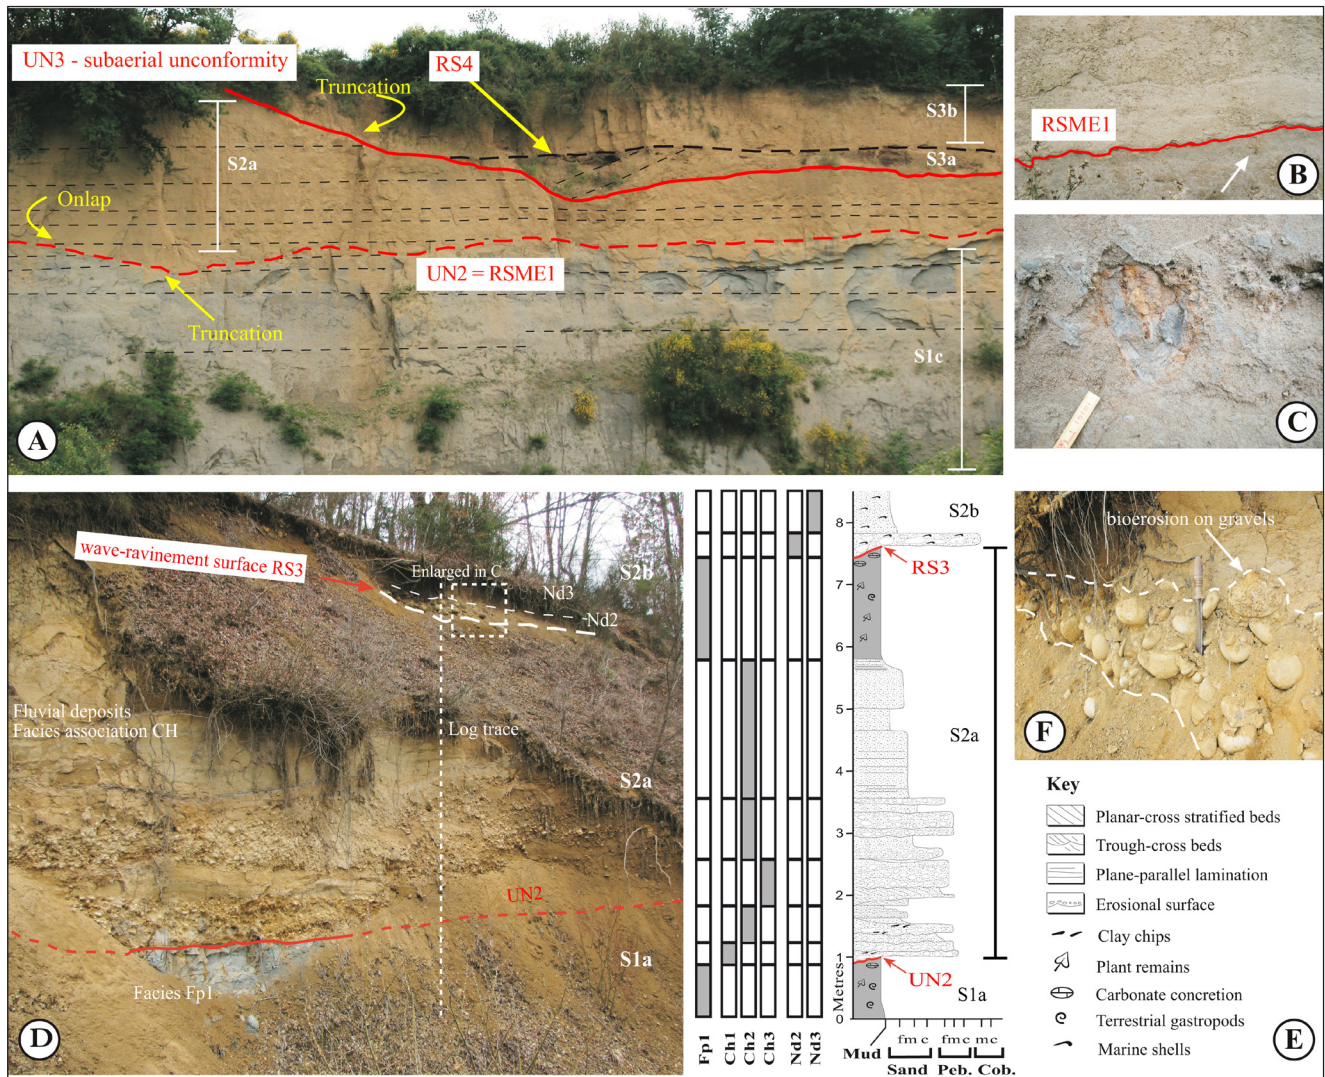 UN3 - subaerial unconformity
RS4
Truncation
S3b
S3a
S2a
Onlap
UN2 = RSME1
Truncation
S1c
A
RSME1
B
C
wave-ravinement surface RS3
Enlarged in C
S2b
Nd3
Nd2
Fluvial deposits
Facies association CH
Log trace
S2a
UN2
S1a
Facies Fp1
D
8
7
6
5
4
3
2
1
0
Metres
S2b
RS3
S2a
UN2
S1a
Fp1
Ch1
Ch2
Ch3
Nd2
Nd3
f m c f m c m c
Mud
Sand Peb. Cob.
bioerosion on gravels
F
Key
Planar-cross stratified beds
Trough-cross beds
Plane-parallel lamination
Erosional surface
Clay chips
Plant remains
Carbonate concretion
Terrestrial gastropods
Marine shells
E